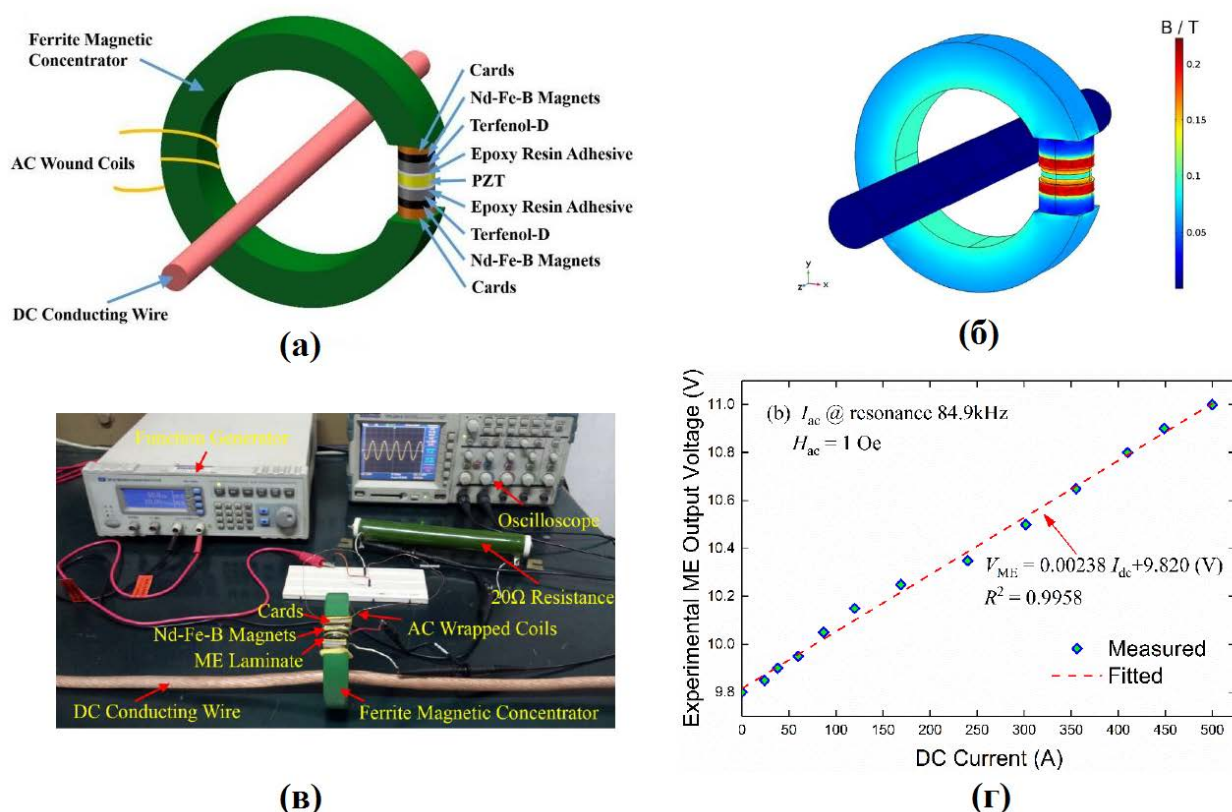 Ferrite Magnetic
Concentrator
AC Wound Coils
DC Conducting Wire
Cards
Nd-Fe-B Magnets
Terfenol-D
Epoxy Resin Adhesive
PZT
Epoxy Resin Adhesive
Terfenol-D
Nd-Fe-B Magnets
Cards
(а)
B / T
0.2
0.15
0.1
0.05
y
z
x
(б)
Function Generator
Oscilloscope
20Ω Resistance
Cards
AC Wrapped Coils
Nd-Fe-B Magnets
ME Laminate
DC Conducting Wire
Ferrite Magnetic Concentrator
(в)
Experimental ME Output Voltage (V)
11.0
10.8
10.6
10.4
10.2
10.0
9.8
(b) Iac @ resonance 84.9kHz
Hac = 1 Oe
VME = 0.00238 Idc+9.820 (V)
R² = 0.9958
Measured
Fitted
0 50 100 150 200 250 300 350 400 450 500
DC Current (A)
(г)